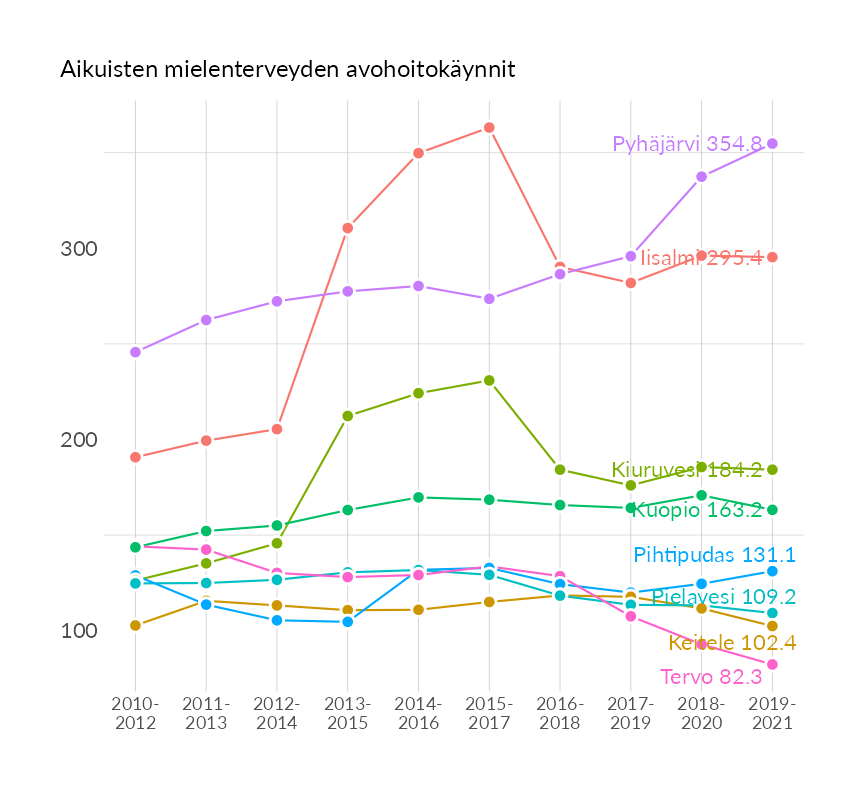 Aikuisten mielenterveyden avohoitokäynnit
Pyhäjärvi 354.8
300
Iisalmi 295.4
200
Kiuruvesi 184.2
Kuopio 163.2
Pihtipudas 131.1
Pielavesi 109.2
100
Keitele 102.4
Tervo 82.3
2010- 2011- 2012- 2013- 2014- 2015- 2016- 2017- 2018- 2019-
2012 2013 2014 2015 2016 2017 2018 2019 2020 2021